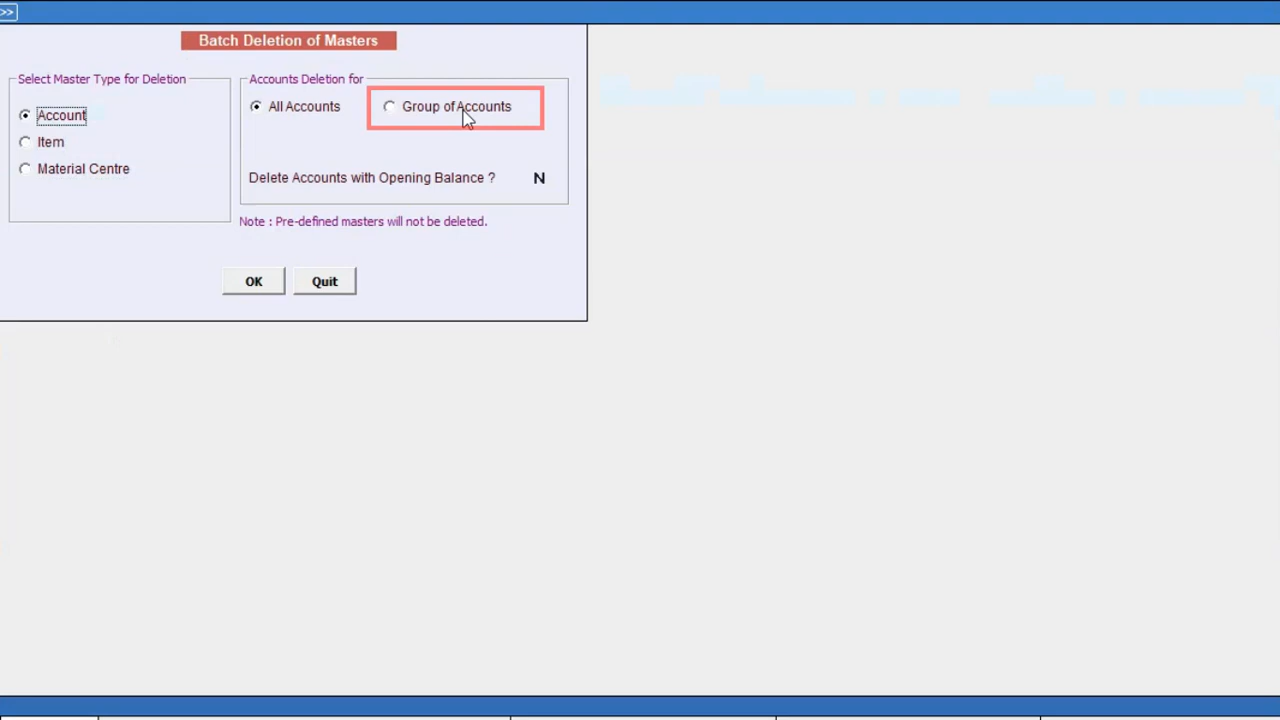 >>
Batch Deletion of Masters
Select Master Type for Deletion
Account
Item
Material Centre
Accounts Deletion for
All Accounts
Group of Accounts
Delete Accounts with Opening Balance ? N
Note : Pre-defined masters will not be deleted.
OK
Quit